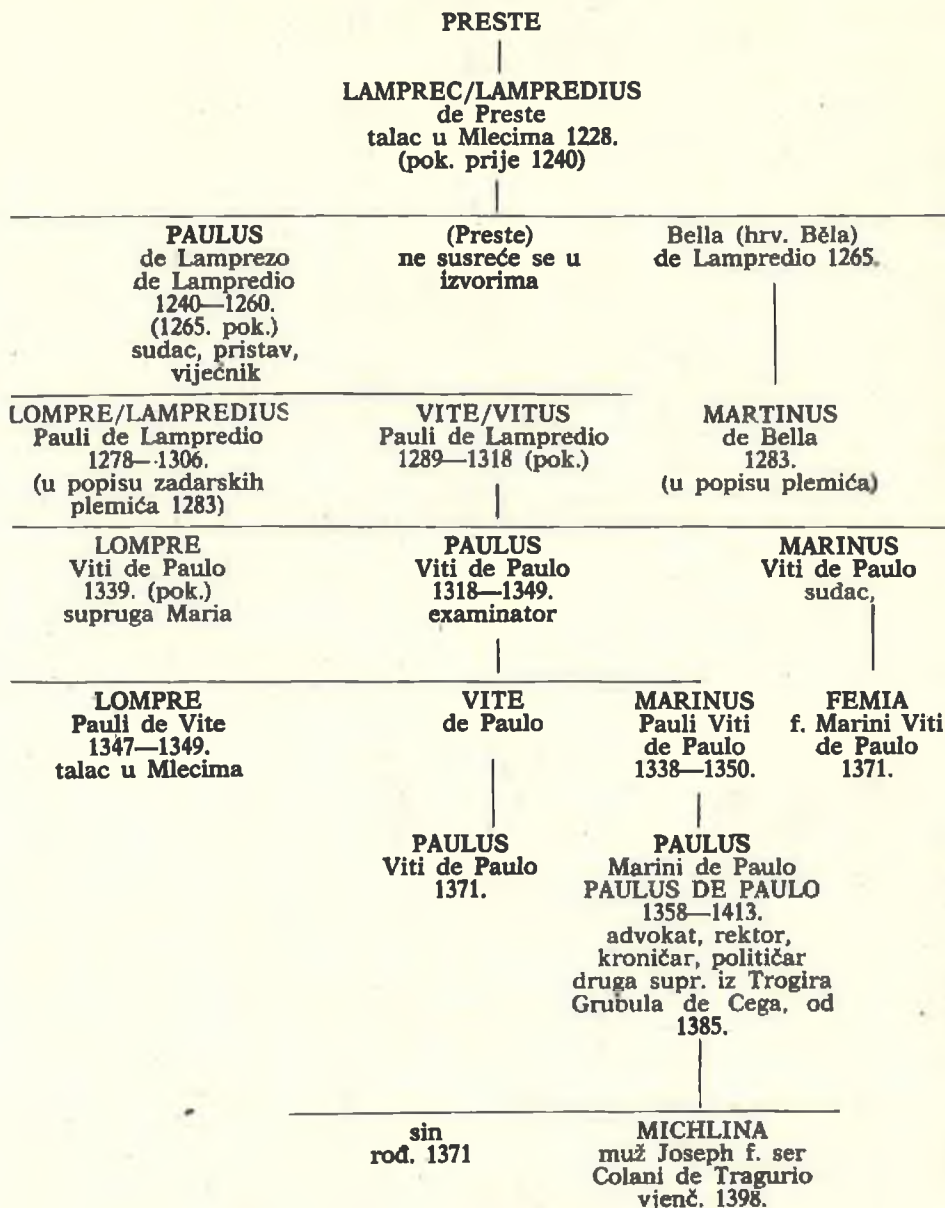 PRESTE
LAMPREC/LAMPREDIUS
de Preste
talac u Mlecima 1228.
(pok. prije 1240)
PAULUS
de Lamprezo
de Lampredio
1240—1260.
(1265. pok.)
sudac, pristav,
viječnik
(Preste)
ne susreće se u
izvorima
Bella (hrv. Běla)
de Lampredio 1265.
LOMPRE/LAMPREDIUS
Pauli de Lampredio
1278—1306.
(u popisu zadarskih
plemića 1283)
VITE/VITUS
Pauli de Lampredio
1289—1318 (pok.)
MARTINUS
de Bella
1283.
(u popisu plemića)
LOMPRE
Viti de Paulo
1339. (pok.)
supruga Maria
PAULUS
Viti de Paulo
1318—1349.
examinator
MARINUS
Viti de Paulo
sudac,
LOMPRE
Pauli de Vite
1347—1349.
talac u Mlecima
VITE
de Paulo
MARINUS
Pauli Viti
de Paulo
1338—1350.
FEMIA
f. Marini Viti
de Paulo
1371.
PAULUS
Viti de Paulo
1371.
PAULUS
Marini de Paulo
PAULUS DE PAULO
1358—1413.
advokat, rektor,
kroničar, političar
druga supr. iz Trogira
Grubula de Cega, od
1385.
sin
rođ. 1371
MICHLINA
muž Joseph f. ser
Colani de Tragurio
vjenč. 1398.